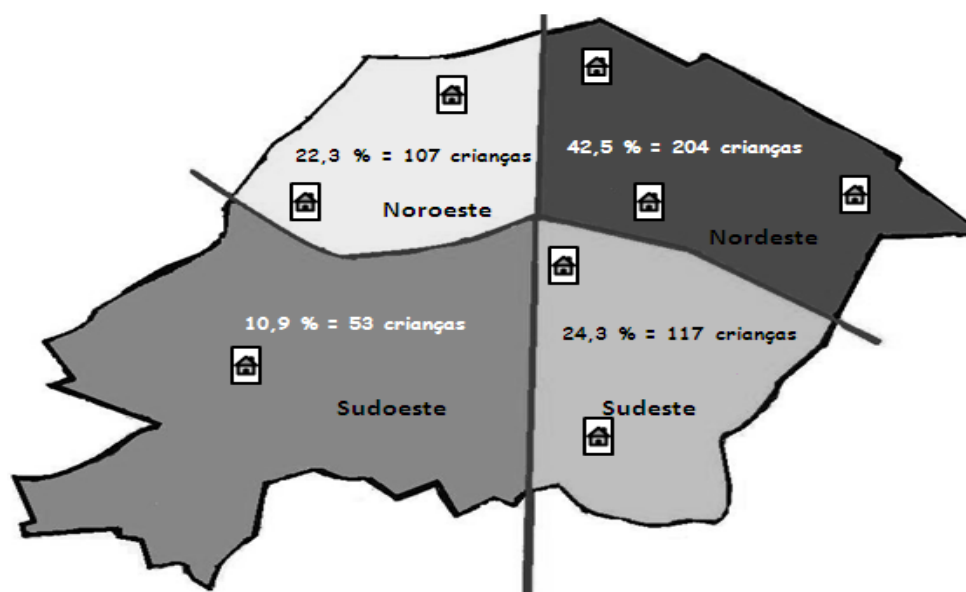 22,3 % = 107 crianças
Noroeste
42,5 % = 204 crianças
Nordeste
10,9 % = 53 crianças
Sudoeste
24,3 % = 117 crianças
Sudeste